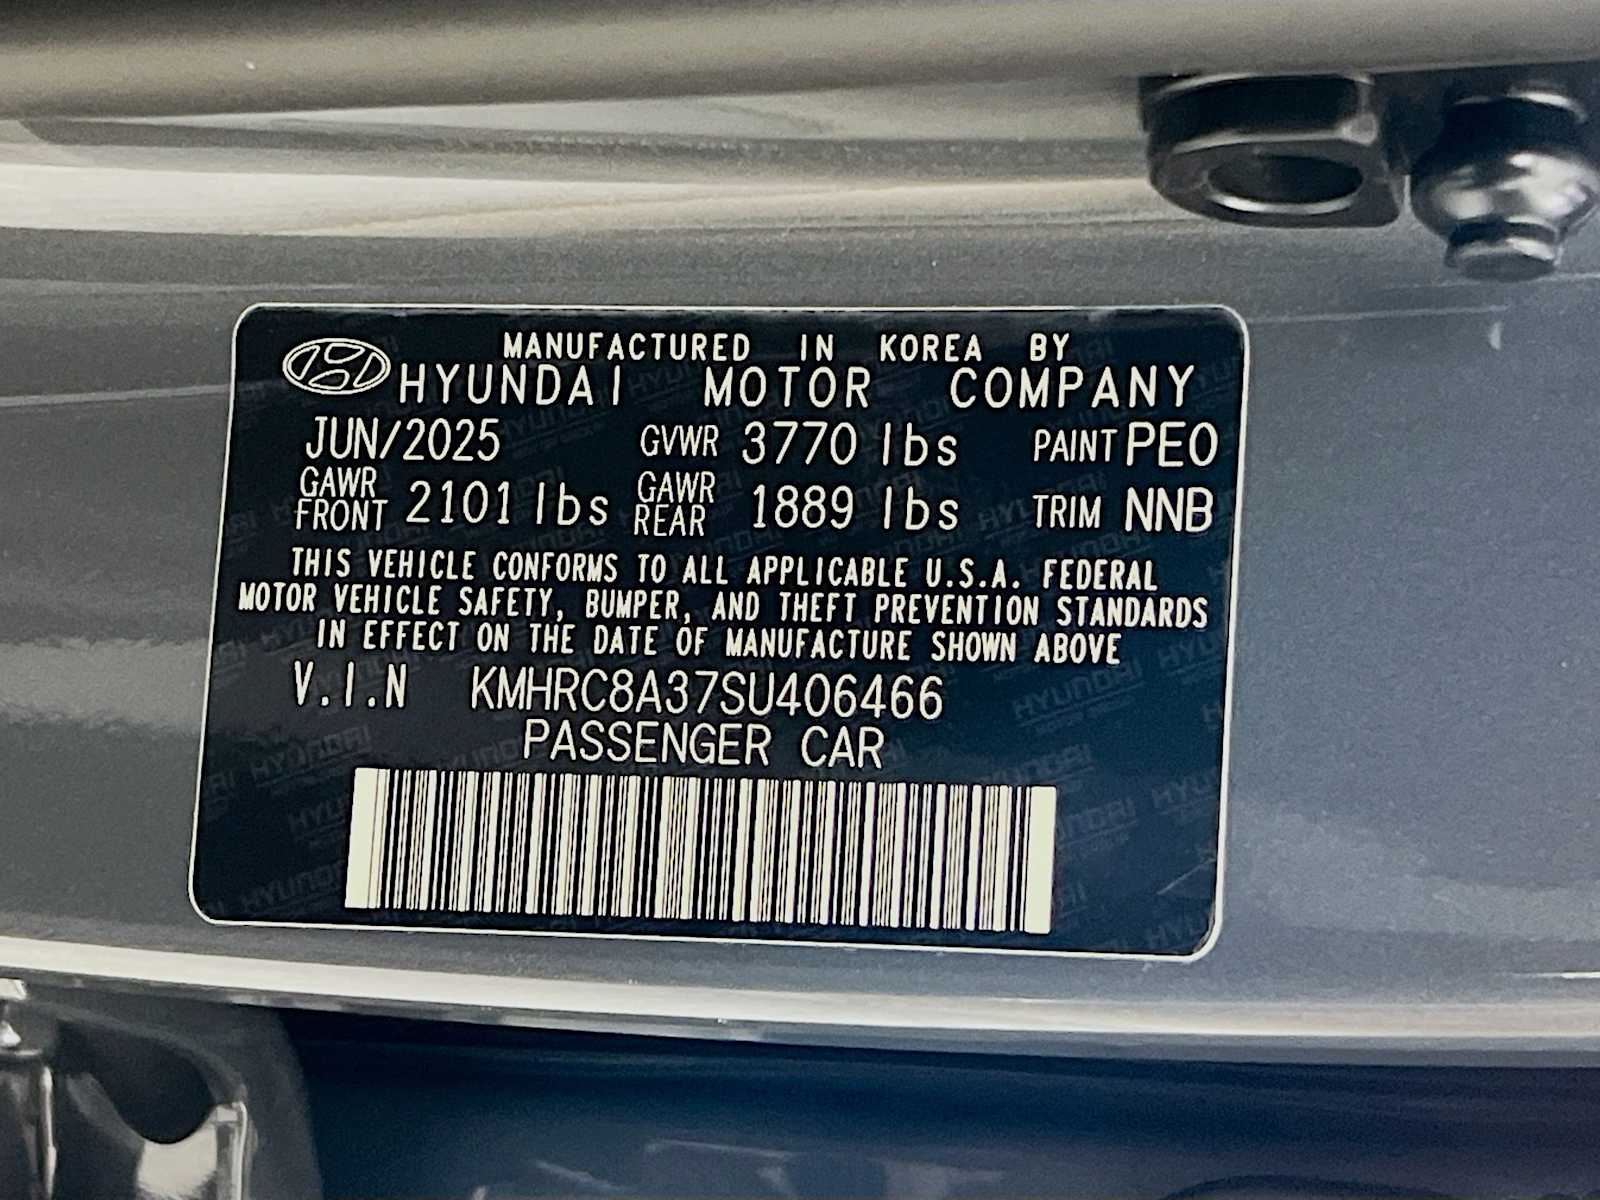 MANUFACTURED IN KOREA BY
HYUNDAI MOTOR COMPANY
JUN/2025 GVWR 3770 lbs PAINT PEO
GAWR FRONT 2101 lbs GAWR REAR 1889 lbs TRIM NNB
THIS VEHICLE CONFORMS TO ALL APPLICABLE U.S.A. FEDERAL
MOTOR VEHICLE SAFETY, BUMPER, AND THEFT PREVENTION STANDARDS
IN EFFECT ON THE DATE OF MANUFACTURE SHOWN ABOVE
V.I.N KMHRC8A37SU406466
PASSENGER CAR